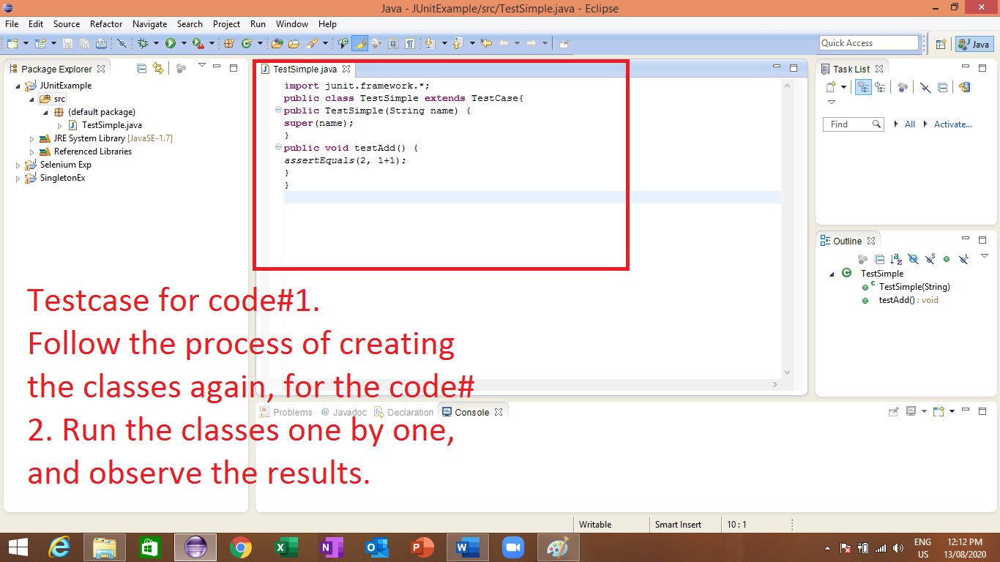 Java - JUnitExample/src/TestSimple.java - Eclipse
File Edit Source Refactor Navigate Search Project Run Window Help
Quick Access
Java
Package Explorer
JUnitExample
src
(default package)
TestSimple.java
JRE System Library [JavaSE-1.7]
Referenced Libraries
Selenium Exp
SingletonEx
TestSimple.java
import junit.framework.*;
public class TestSimple extends TestCase{
public TestSimple(String name) {
super(name);
}
public void testAdd() {
assertEquals(2, 1+1);
}
}
Task List
Find All Activate...
Outline
TestSimple
TestSimple(String)
testAdd() : void
Testcase for code#1.
Follow the process of creating
the classes again, for the code#
2. Run the classes one by one,
and observe the results.
Problems @ Javadoc Declaration Console
Writable Smart Insert 10 : 1
ENG 12:12 PM
US 13/08/2020